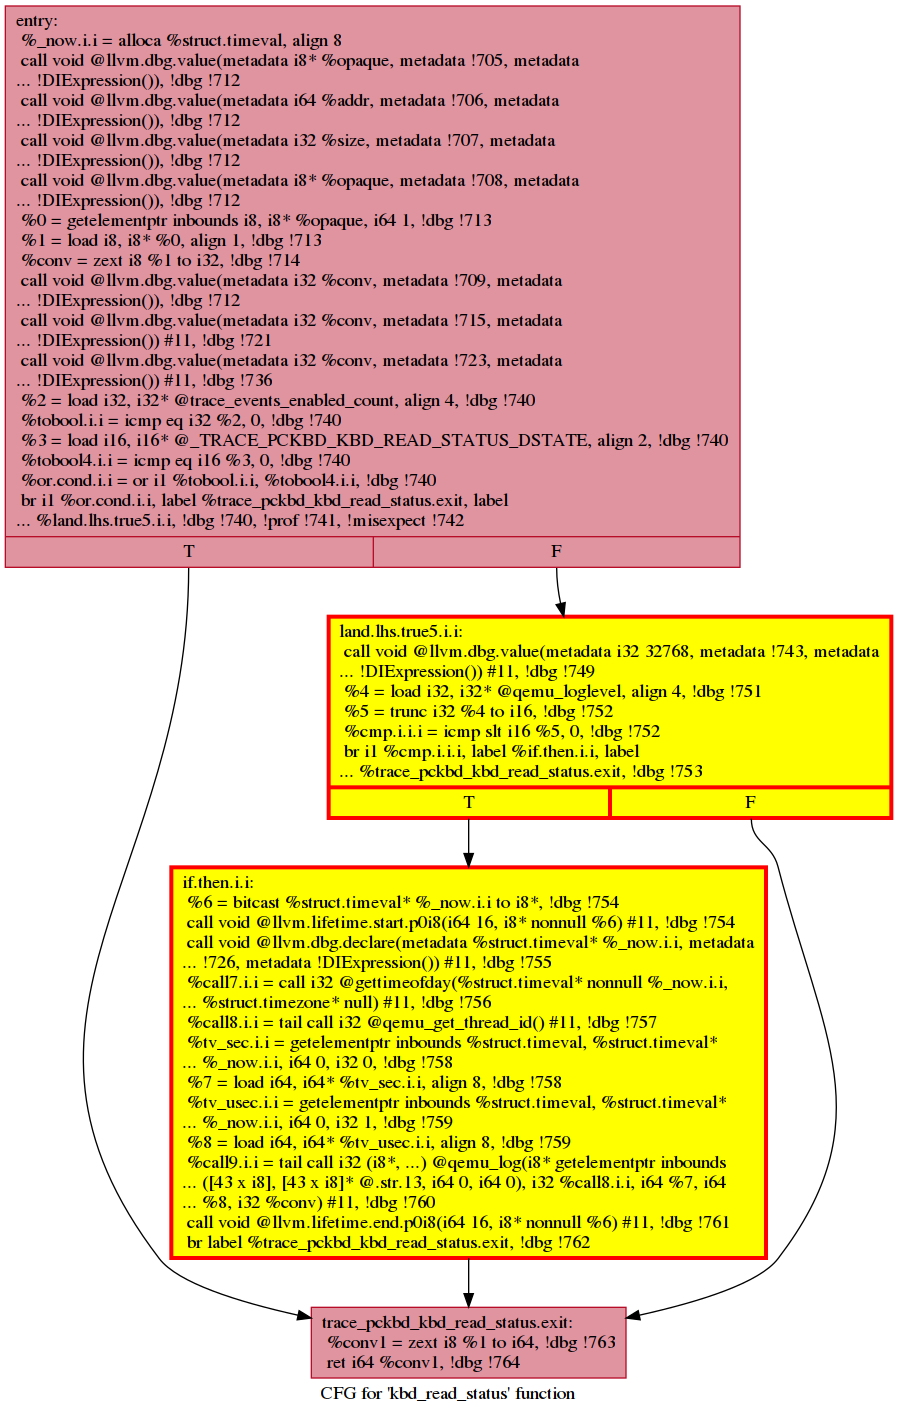 entry:
%_now.i.i = alloca %struct.timeval, align 8
call void @llvm.dbg.value(metadata i8* %opaque, metadata !705, metadata
... !DIExpression()), !dbg !712
call void @llvm.dbg.value(metadata i64 %addr, metadata !706, metadata
... !DIExpression()), !dbg !712
call void @llvm.dbg.value(metadata i32 %size, metadata !707, metadata
... !DIExpression()), !dbg !712
call void @llvm.dbg.value(metadata i8* %opaque, metadata !708, metadata
... !DIExpression()), !dbg !712
%0 = getelementptr inbounds i8, i8* %opaque, i64 1, !dbg !713
%1 = load i8, i8* %0, align 1, !dbg !713
%conv = zext i8 %1 to i32, !dbg !714
call void @llvm.dbg.value(metadata i32 %conv, metadata !709, metadata
... !DIExpression()), !dbg !712
call void @llvm.dbg.value(metadata i32 %conv, metadata !715, metadata
... !DIExpression()) #11, !dbg !721
call void @llvm.dbg.value(metadata i32 %conv, metadata !723, metadata
... !DIExpression()) #11, !dbg !736
%2 = load i32, i32* @trace_events_enabled_count, align 4, !dbg !740
%tobool.i.i = icmp eq i32 %2, 0, !dbg !740
%3 = load i16, i16* @_TRACE_PCKBD_KBD_READ_STATUS_DSTATE, align 2, !dbg !740
%tobool4.i.i = icmp eq i16 %3, 0, !dbg !740
%or.cond.i.i = or i1 %tobool.i.i, %tobool4.i.i, !dbg !740
br i1 %or.cond.i.i, label %trace_pckbd_kbd_read_status.exit, label
... %land.lhs.true5.i.i, !dbg !740, !prof !741, !misexpect !742
T F
land.lhs.true5.i.i:
call void @llvm.dbg.value(metadata i32 32768, metadata !743, metadata
... !DIExpression()) #11, !dbg !749
%4 = load i32, i32* @qemu_loglevel, align 4, !dbg !751
%5 = trunc i32 %4 to i16, !dbg !752
%cmp.i.i.i = icmp slt i16 %5, 0, !dbg !752
br i1 %cmp.i.i.i, label %if.then.i.i, label
... %trace_pckbd_kbd_read_status.exit, !dbg !753
T F
if.then.i.i:
%6 = bitcast %struct.timeval* %_now.i.i to i8*, !dbg !754
call void @llvm.lifetime.start.p0i8(i64 16, i8* nonnull %6) #11, !dbg !754
call void @llvm.dbg.declare(metadata %struct.timeval* %_now.i.i, metadata
... !726, metadata !DIExpression()) #11, !dbg !755
%call7.i.i = call i32 @gettimeofday(%struct.timeval* nonnull %_now.i.i,
... %struct.timezone* null) #11, !dbg !756
%call8.i.i = tail call i32 @qemu_get_thread_id() #11, !dbg !757
%tv_sec.i.i = getelementptr inbounds %struct.timeval, %struct.timeval*
... %_now.i.i, i64 0, i32 0, !dbg !758
%7 = load i64, i64* %tv_sec.i.i, align 8, !dbg !758
%tv_usec.i.i = getelementptr inbounds %struct.timeval, %struct.timeval*
... %_now.i.i, i64 0, i32 1, !dbg !759
%8 = load i64, i64* %tv_usec.i.i, align 8, !dbg !759
%call9.i.i = tail call i32 (i8*, ...) @qemu_log(i8* getelementptr inbounds
... ([43 x i8], [43 x i8]* @.str.13, i64 0, i64 0), i32 %call8.i.i, i64 %7, i64
... %8, i32 %conv) #11, !dbg !760
call void @llvm.lifetime.end.p0i8(i64 16, i8* nonnull %6) #11, !dbg !761
br label %trace_pckbd_kbd_read_status.exit, !dbg !762
trace_pckbd_kbd_read_status.exit:
%conv1 = zext i8 %1 to i64, !dbg !763
ret i64 %conv1, !dbg !764
CFG for 'kbd_read_status' function